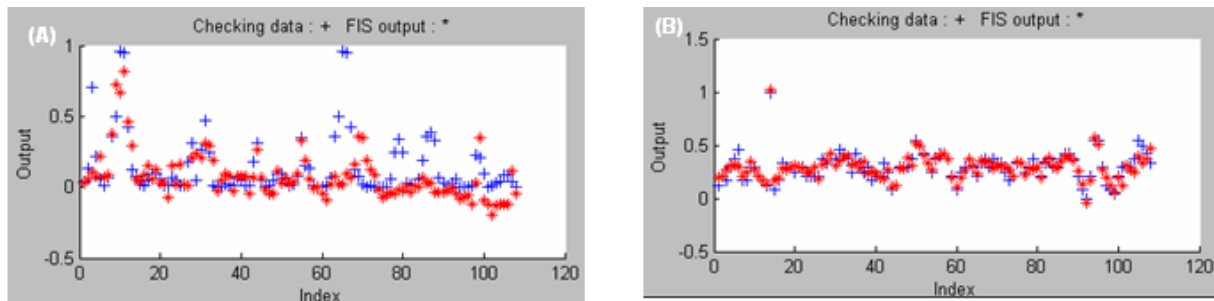 (A)
Checking data : + FIS output : *
1
0.5
0
-0.5
Output
0 20 40 60 80 100 120
Index
(B)
Checking data : + FIS output : *
1.5
1
0.5
0
-0.5
Output
0 20 40 60 80 100 120
Index